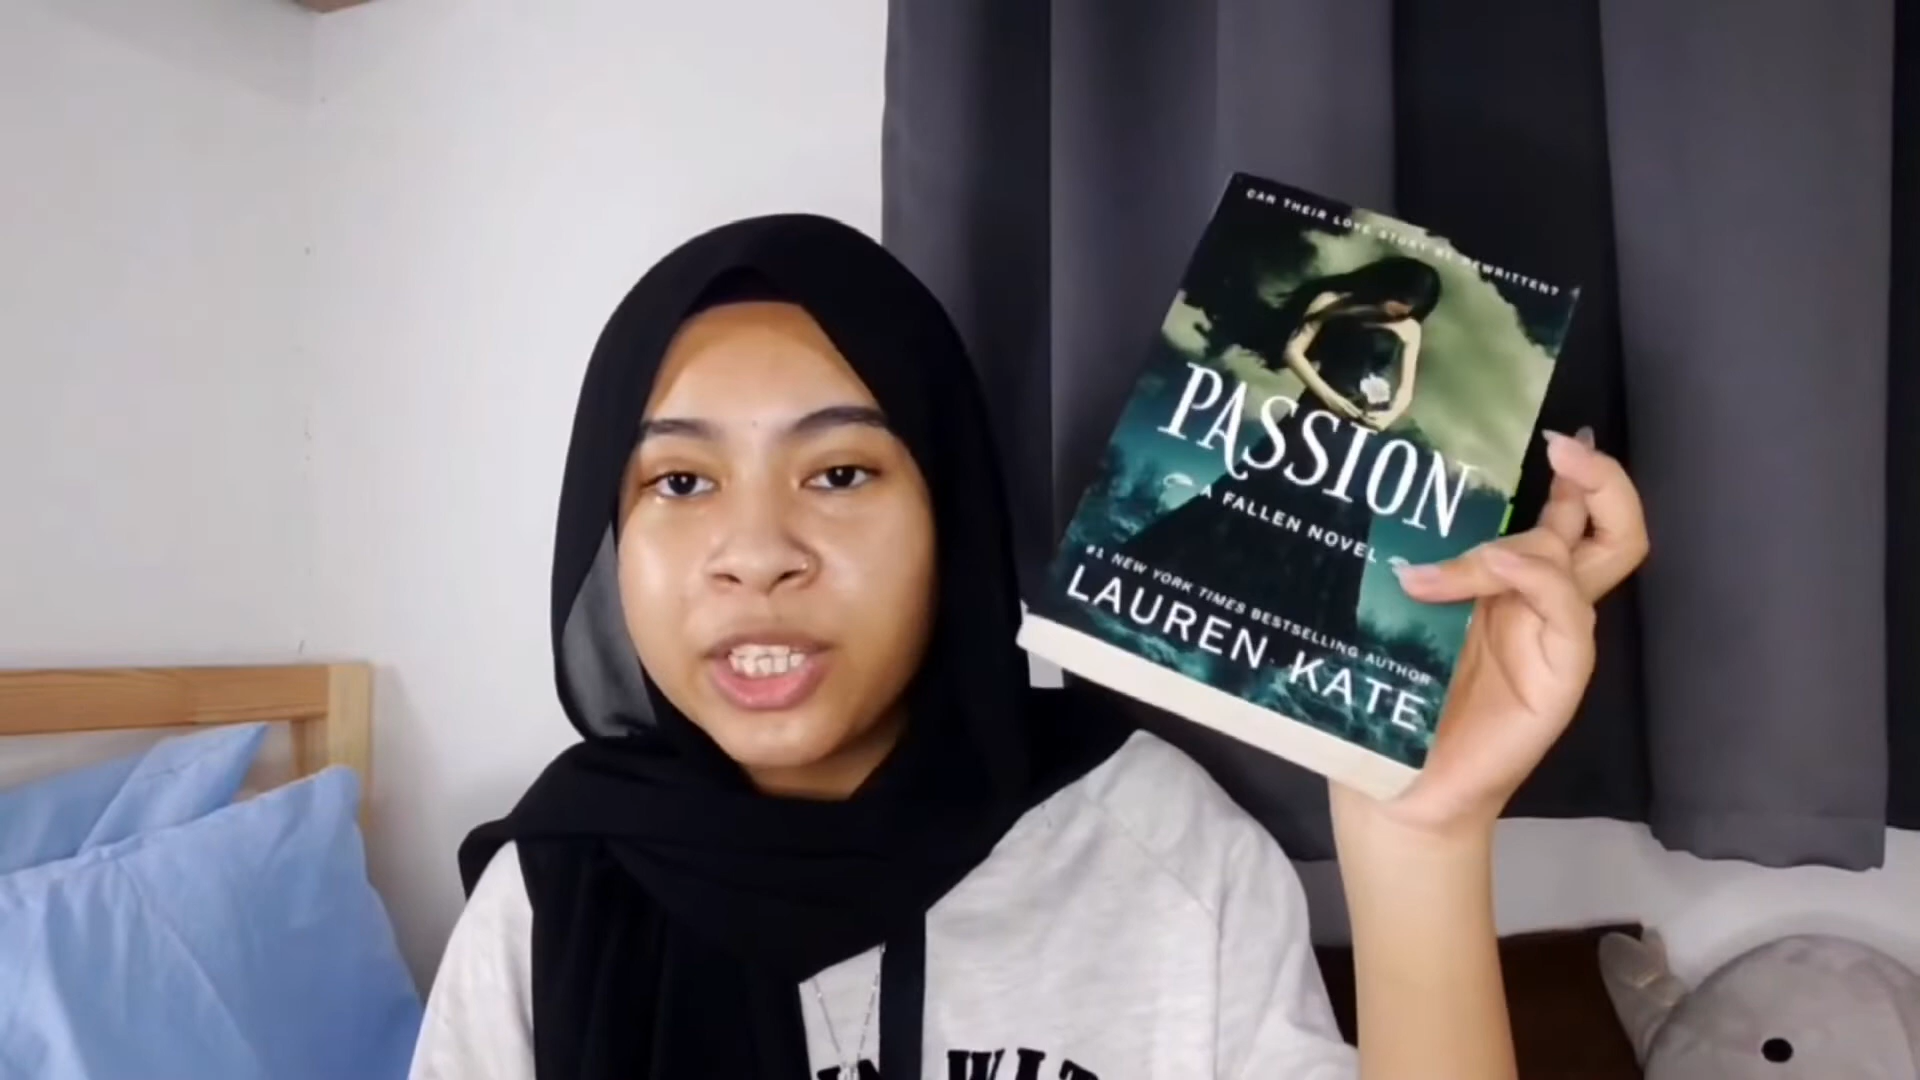 CAN THEIR LOVE STORY BE REWRITTEN?
PASSION
A FALLEN NOVEL
#1 NEW YORK TIMES BESTSELLING AUTHOR
LAUREN KATE